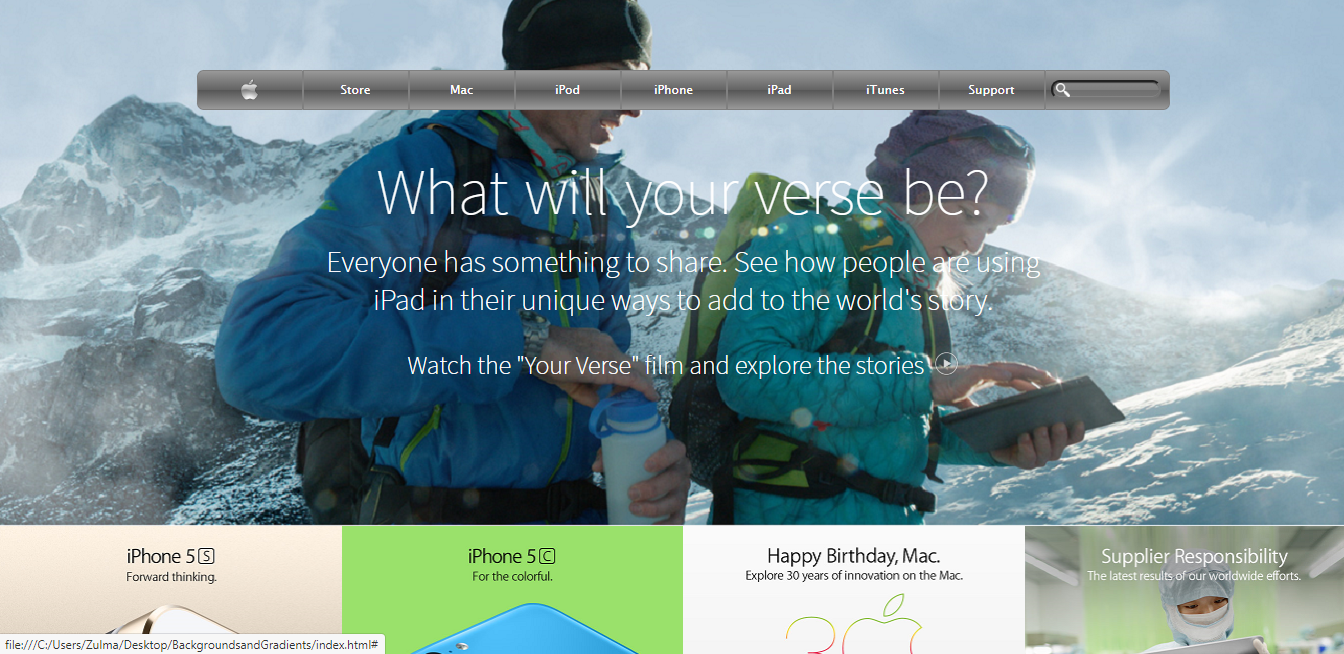 Store Mac iPod iPhone iPad iTunes Support
What will your verse be?
Everyone has something to share. See how people are using
iPad in their unique ways to add to the world's story.
Watch the "Your Verse" film and explore the stories
iPhone 5S
Forward thinking.
iPhone 5C
For the colorful.
Happy Birthday, Mac.
Explore 30 years of innovation on the Mac.
30
Supplier Responsibility
The latest results of our worldwide efforts.
file:///C:/Users/Zulma/Desktop/BackgroundsandGradients/index.html#